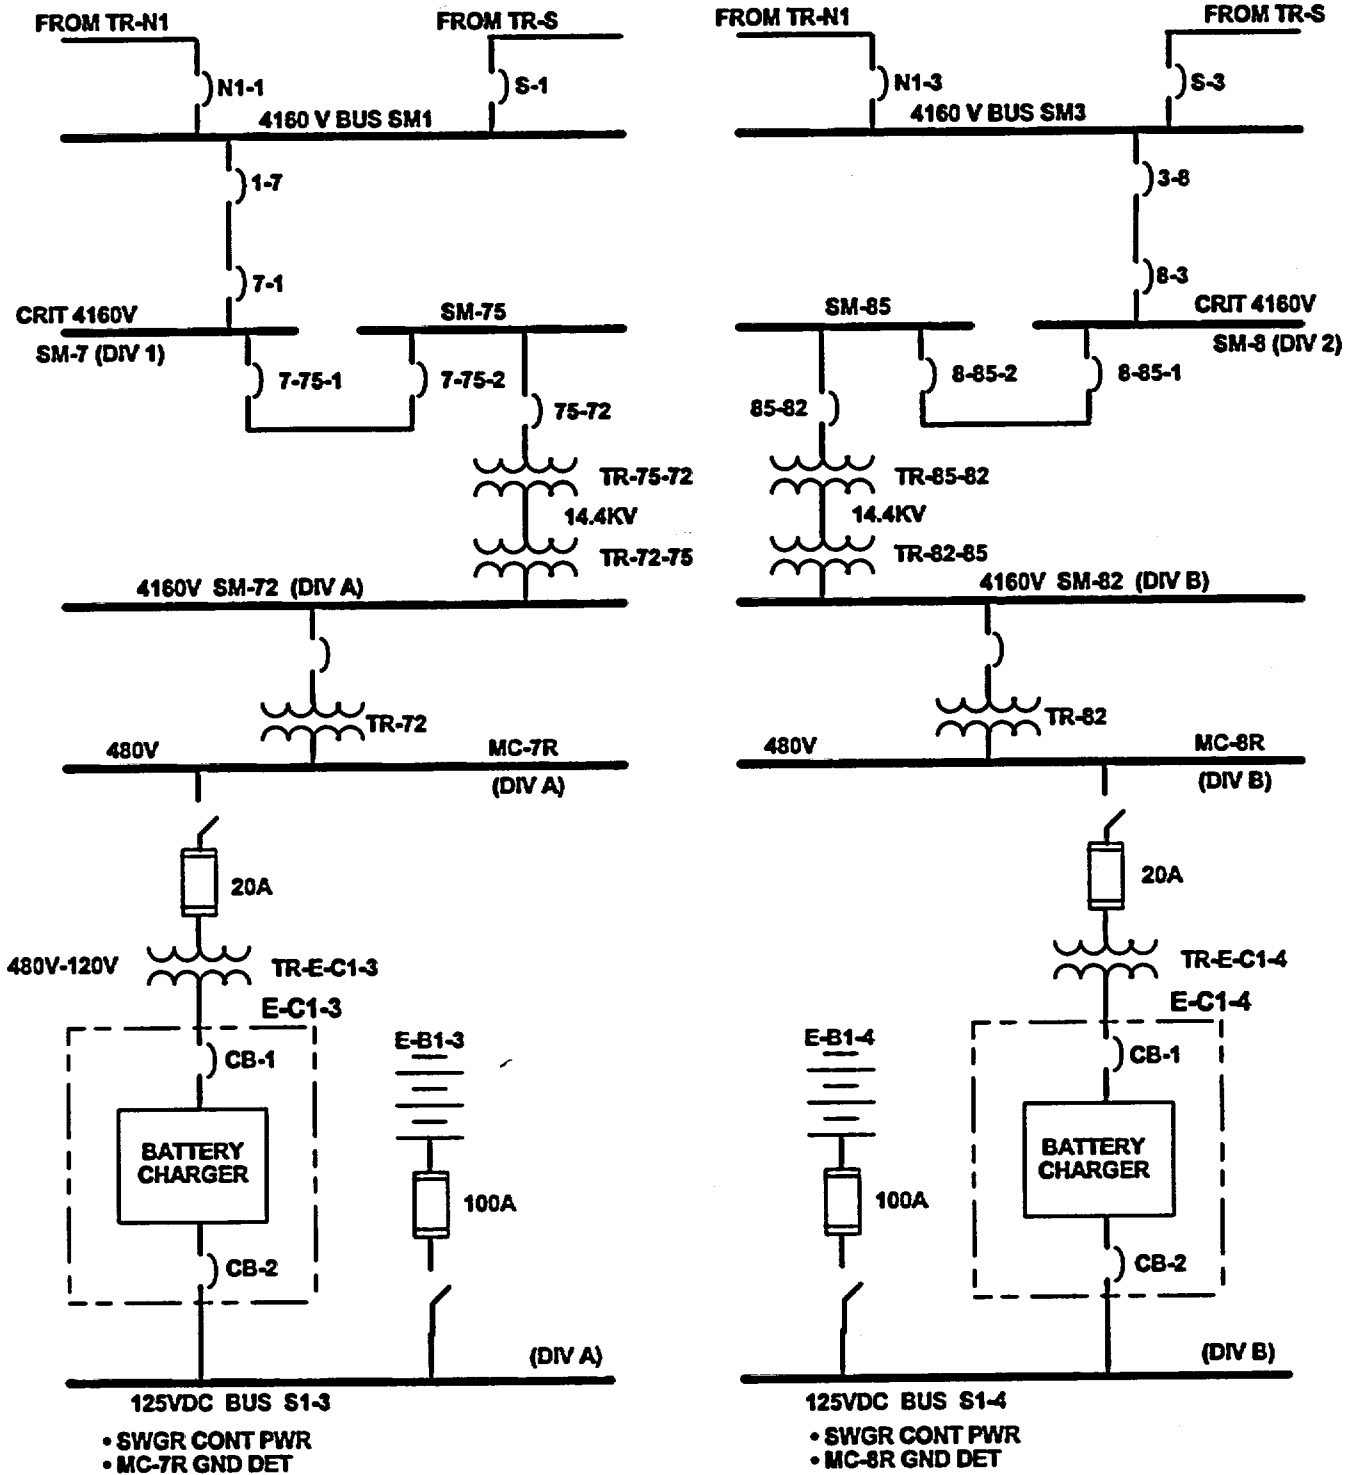 FROM TR-N1
FROM TR-S
FROM TR-N1
FROM TR-S
N1-1
S-1
N1-3
S-3
4160 V BUS SM1
4160 V BUS SM3
1-7
3-8
7-1
8-3
CRIT 4160V
SM-75
SM-85
CRIT 4160V
SM-7 (DIV 1)
SM-8 (DIV 2)
7-75-1
7-75-2
8-85-2
8-85-1
75-72
85-82
TR-75-72
TR-85-82
14.4KV
14.4KV
TR-72-75
TR-82-85
4160V SM-72 (DIV A)
4160V SM-82 (DIV B)
TR-72
TR-82
480V
MC-7R
480V
MC-8R
(DIV A)
(DIV B)
20A
20A
480V-120V
TR-E-C1-3
TR-E-C1-4
E-C1-3
E-C1-4
E-B1-3
E-B1-4
CB-1
CB-1
BATTERY
CHARGER
BATTERY
CHARGER
100A
100A
CB-2
CB-2
(DIV A)
(DIV B)
125VDC BUS S1-3
125VDC BUS S1-4
• SWGR CONT PWR
• MC-7R GND DET
• SWGR CONT PWR
• MC-8R GND DET